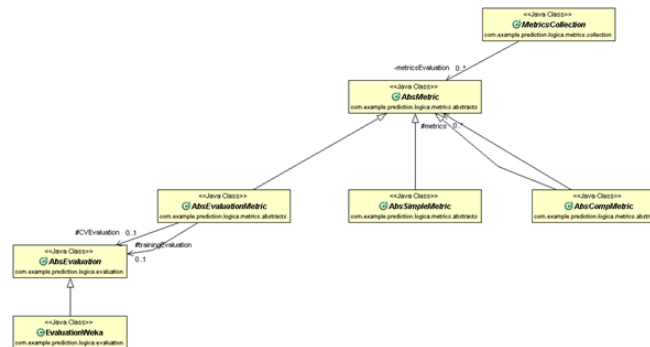 <<Java Class>>
MetricsCollection
com.example.prediction.logica.metrics.collection
-metricsEvaluation 0..*
<<Java Class>>
AbsMetric
com.example.prediction.logica.metrics.abstracts
#metrics 0..*
<<Java Class>>
AbsEvaluationMetric
com.example.prediction.logica.metrics.abstracts
<<Java Class>>
AbsSimpleMetric
com.example.prediction.logica.metrics.abstracts
<<Java Class>>
AbsCompMetric
com.example.prediction.logica.metrics.abstracts
#CVEvaluation 0..1
#trainingEvaluation
0..1
<<Java Class>>
AbsEvaluation
com.example.prediction.logica.evaluation
<<Java Class>>
EvaluationWeka
com.example.prediction.logica.evaluation